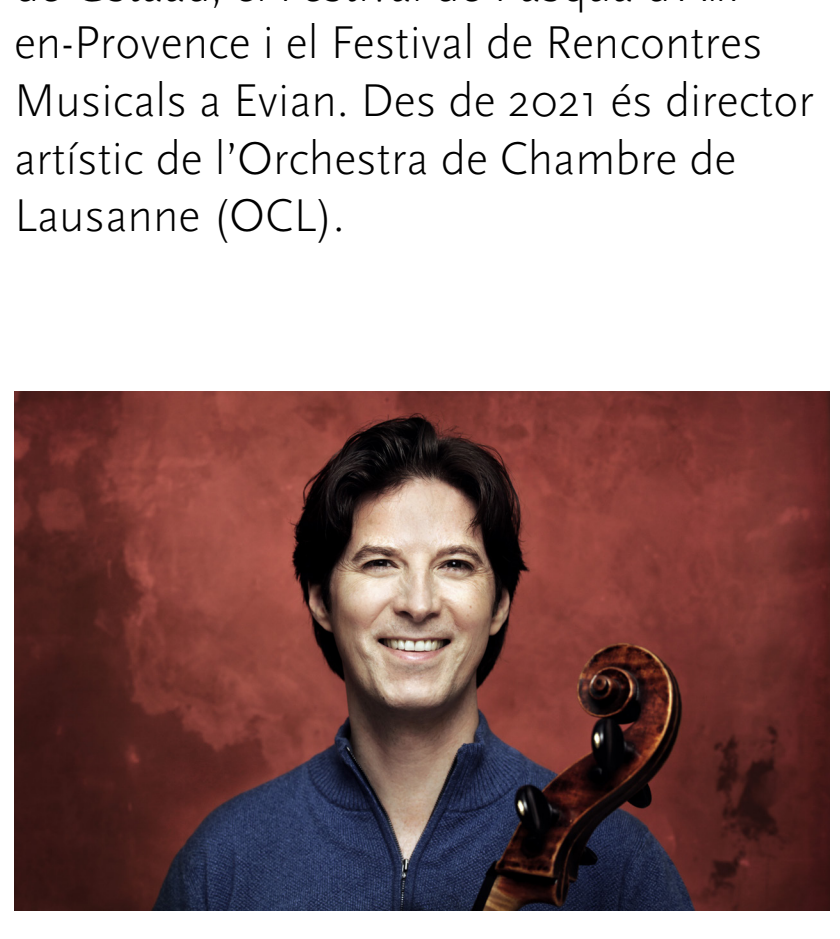 en-Provence i el Festival de Rencontres
Musicals a Evian. Des de 2021 és director
artístic de l’Orchestra de Chambre de
Lausanne (OCL).